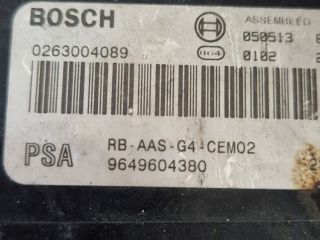 BOSCH
ASSEMBLED
0263004089
050513
0102
PSA
RB-AAS-G4-CEM02
9649604380